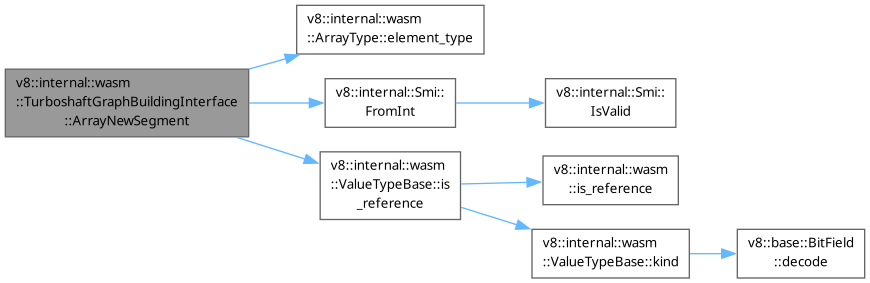 v8::internal::wasm
::TurboshaftGraphBuildingInterface
::ArrayNewSegment
v8::internal::wasm
::ArrayType::element_type
v8::internal::Smi::
FromInt
v8::internal::Smi::
IsValid
v8::internal::wasm
::ValueTypeBase::is
_reference
v8::internal::wasm
::is_reference
v8::internal::wasm
::ValueTypeBase::kind
v8::base::BitField
::decode